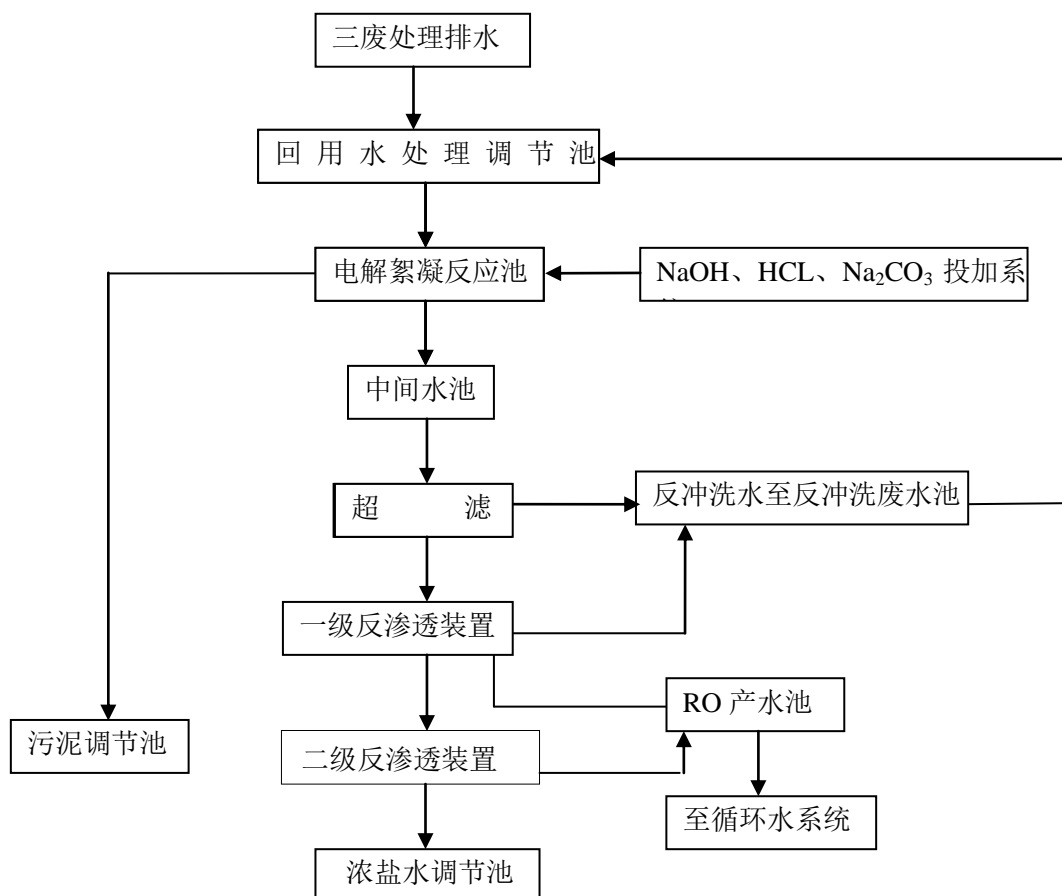 三废处理排水
回用水处理调节池
电解絮凝反应池
NaOH、HCL、Na₂CO₃ 投加系
中间水池
超滤
反冲洗水至反冲洗废水池
一级反渗透装置
RO 产水池
污泥调节池
二级反渗透装置
至循环水系统
浓盐水调节池